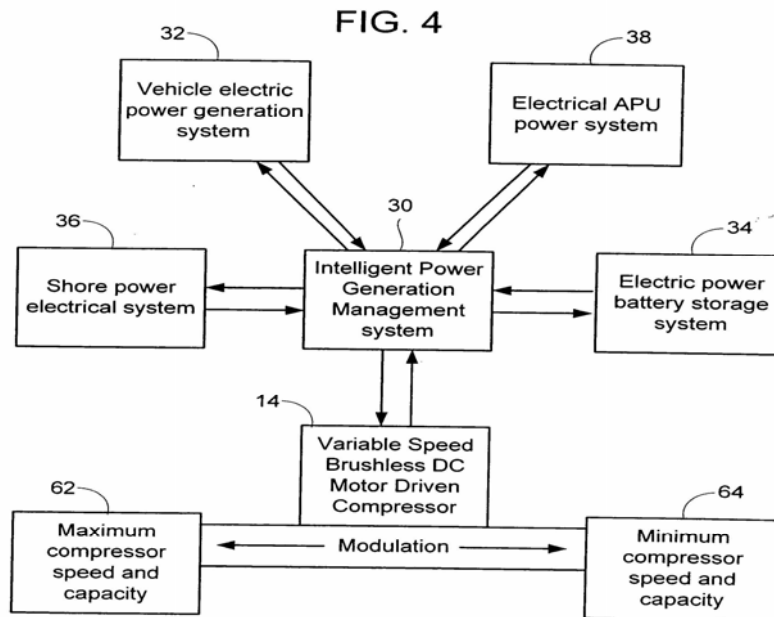 FIG. 4
32
Vehicle electric
power generation
system
38
Electrical APU
power system
36
Shore power
electrical system
30
Intelligent Power
Generation
Management
system
34
Electric power
battery storage
system
14
Variable Speed
Brushless DC
Motor Driven
Compressor
62
Maximum
compressor
speed and
capacity
Modulation
64
Minimum
compressor
speed and
capacity